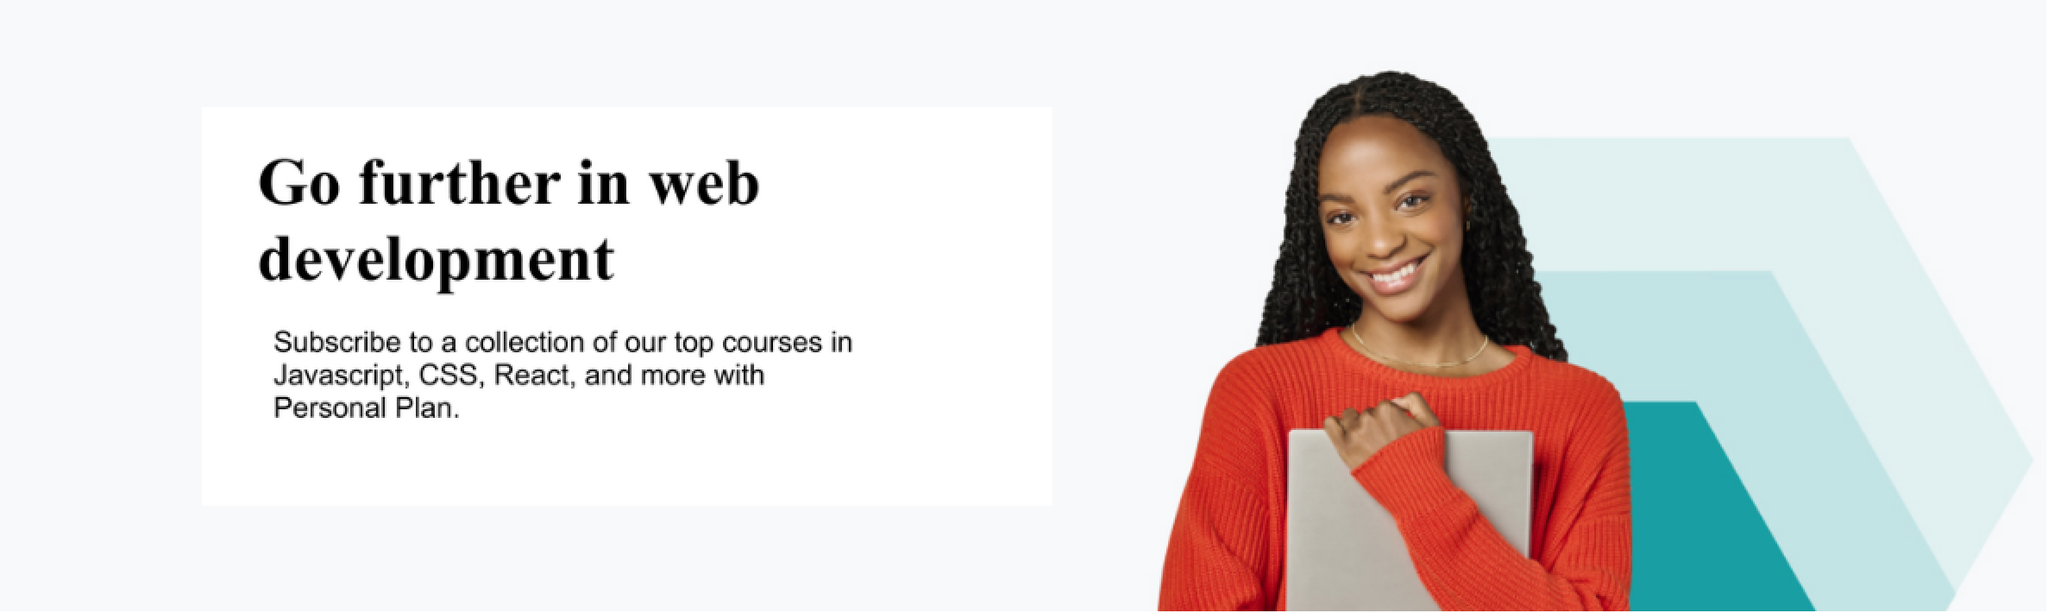 Go further in web
development
Subscribe to a collection of our top courses in
Javascript, CSS, React, and more with
Personal Plan.